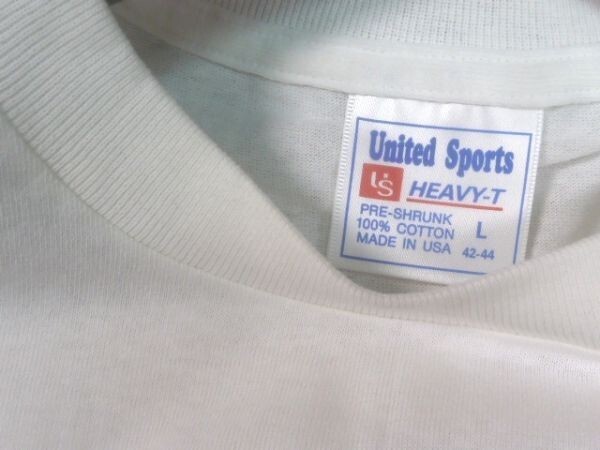 United Sports
US HEAVY-T
PRE-SHRUNK
100% COTTON L
MADE IN USA 42-44